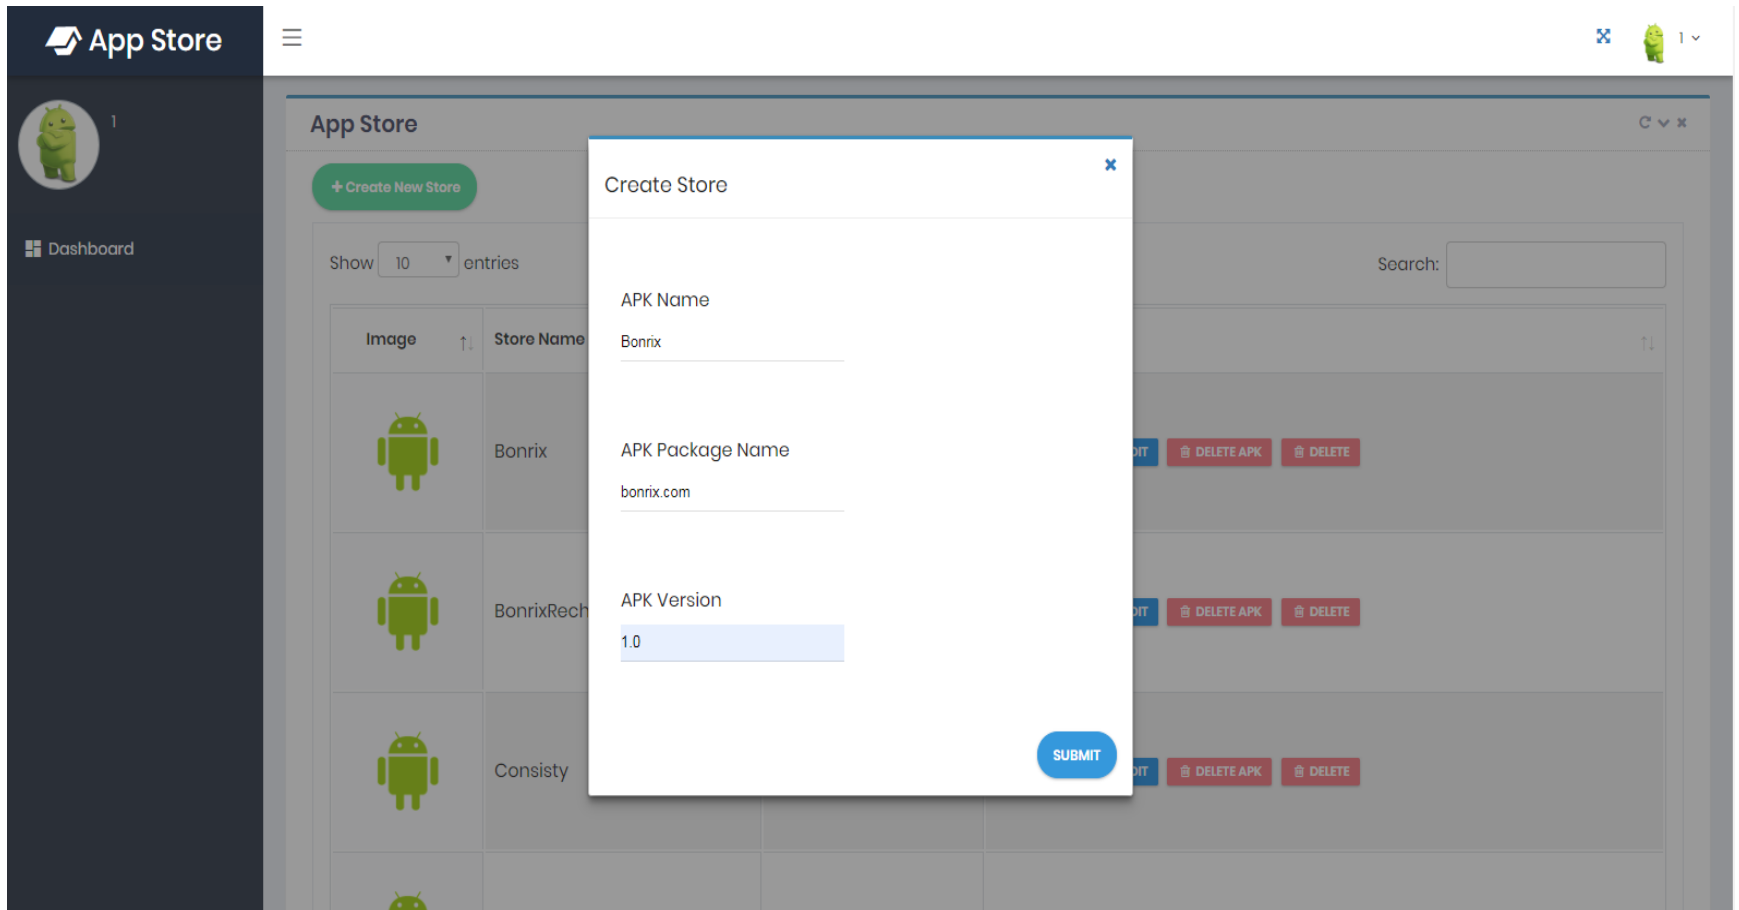 App Store
1
1
App Store
+ Create New Store
Create Store
Dashboard
Show 10 entries
Search:
APK Name
Image
Store Name
Bonrix
Bonrix
APK Package Name
DELETE APK
DELETE
bonrix.com
APK Version
BonrixRech
DELETE APK
DELETE
1.0
SUBMIT
Consisty
DELETE APK
DELETE